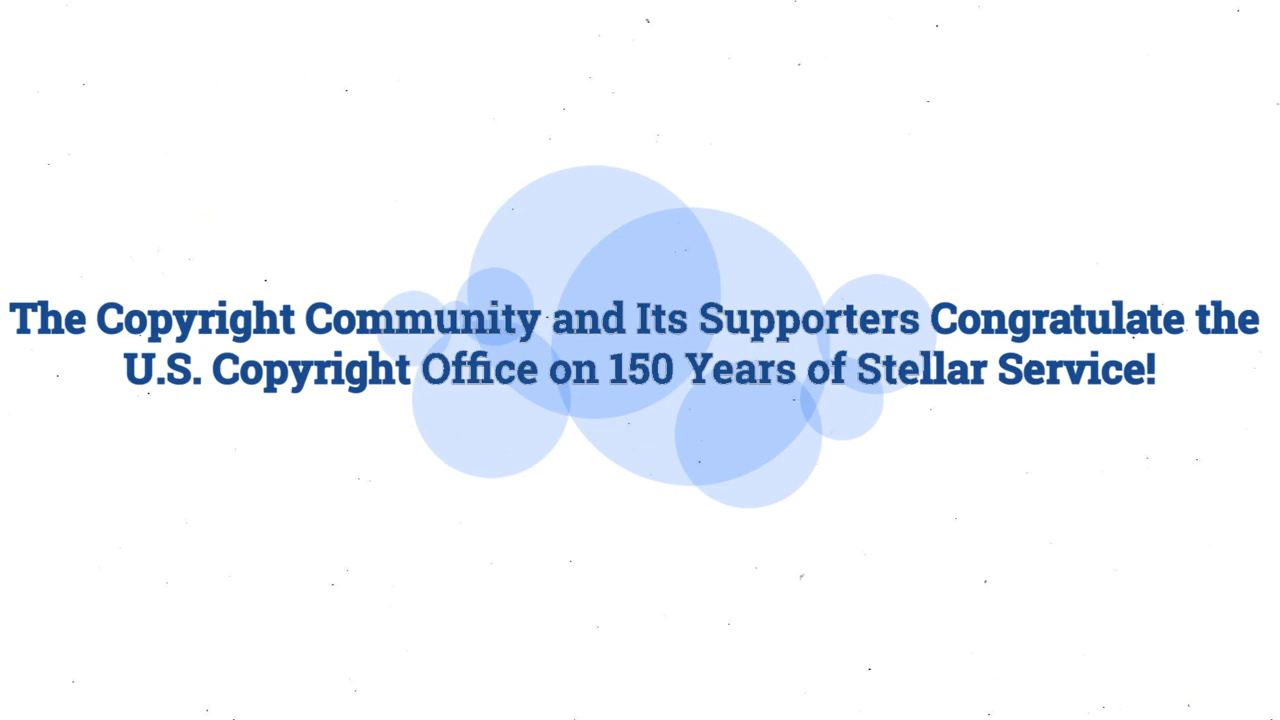 The Copyright Community and Its Supporters Congratulate the
U.S. Copyright Office on 150 Years of Stellar Service!